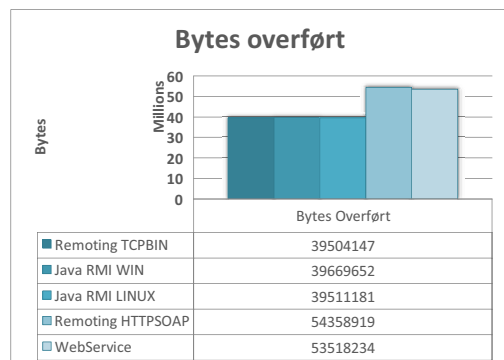 Bytes overført
Bytes
Millions
60
50
40
30
20
10
0
Bytes Overført
Remoting TCPBIN 39504147
Java RMI WIN 39669652
Java RMI LINUX 39511181
Remoting HTTPSOAP 54358919
WebService 53518234